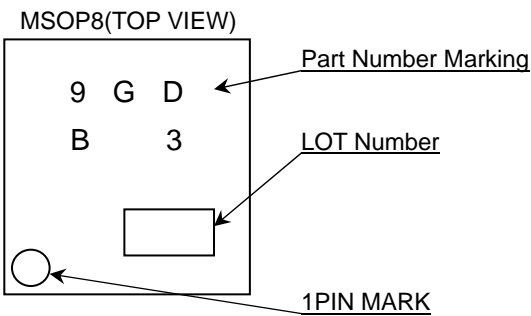 MSOP8(TOP VIEW)
Part Number Marking
9 G D
B 3
LOT Number
1PIN MARK